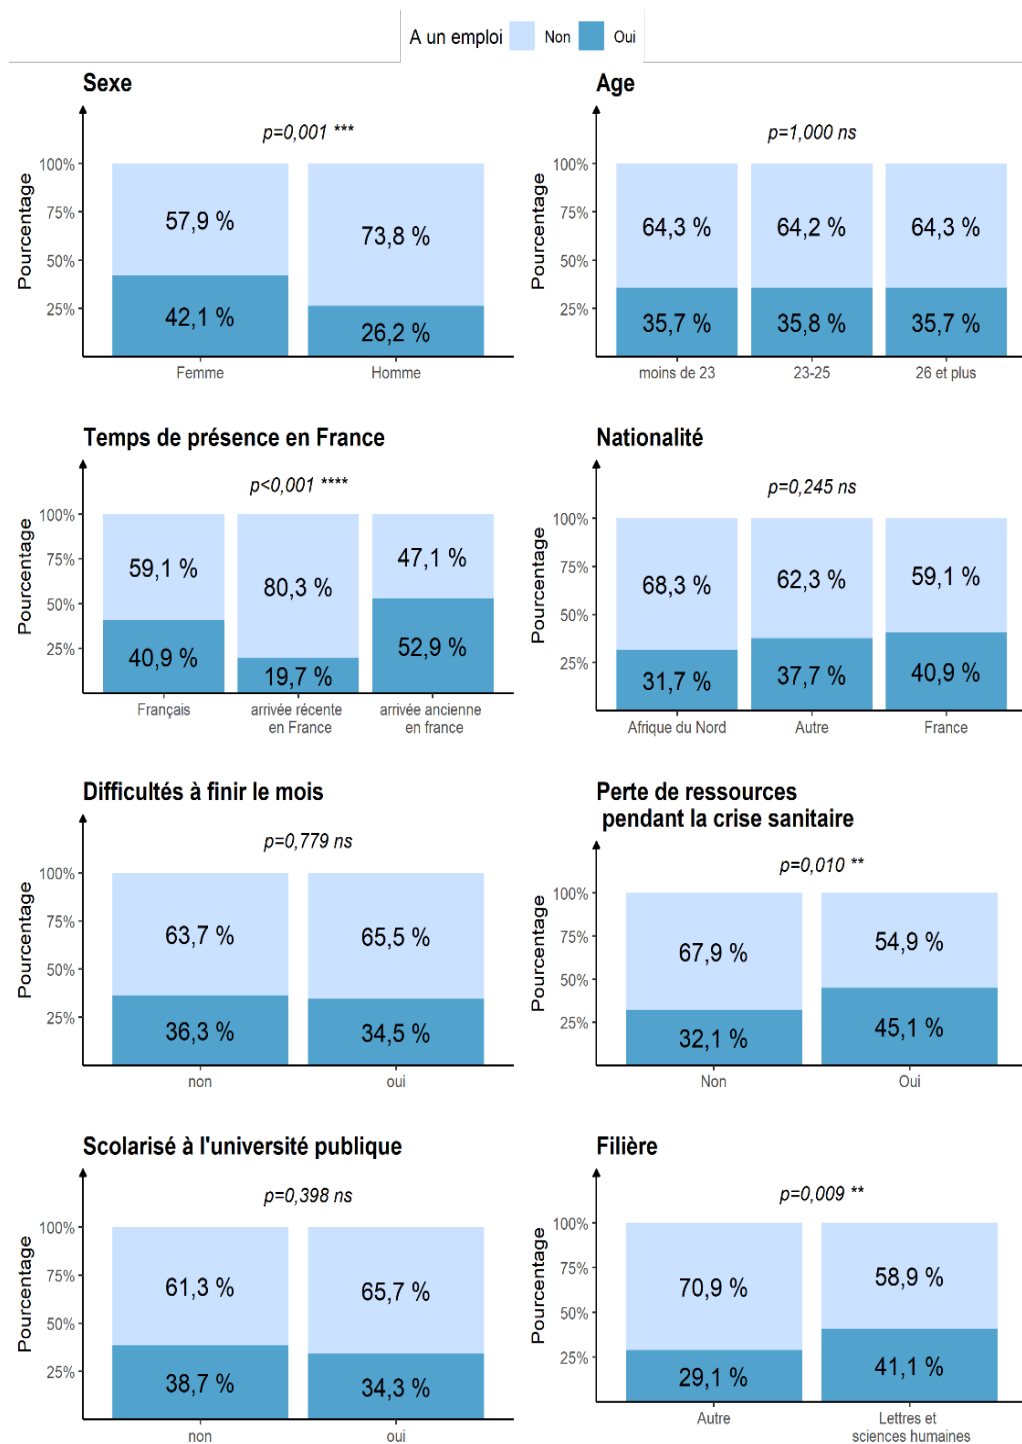 A un emploi Non Oui
Sexe
p=0,001 ***
Pourcentage
100%
75%
50%
25%
57,9 %
73,8 %
42,1 %
26,2 %
Femme Homme
Age
p=1,000 ns
Pourcentage
100%
75%
50%
25%
64,3 % 64,2 % 64,3 %
35,7 % 35,8 % 35,7 %
moins de 23 23-25 26 et plus
Temps de présence en France
p<0,001 ****
Pourcentage
100%
75%
50%
25%
59,1 %
80,3 %
47,1 %
40,9 %
19,7 %
52,9 %
Français
arrivée récente
en France
arrivée ancienne
en france
Nationalité
p=0,245 ns
Pourcentage
100%
75%
50%
25%
68,3 %
62,3 %
59,1 %
31,7 %
37,7 %
40,9 %
Afrique du Nord Autre France
Difficultés à finir le mois
p=0,779 ns
Pourcentage
100%
75%
50%
25%
63,7 % 65,5 %
36,3 % 34,5 %
non oui
Perte de ressources
pendant la crise sanitaire
p=0,010 **
Pourcentage
100%
75%
50%
25%
67,9 %
54,9 %
32,1 %
45,1 %
Non Oui
Scolarisé à l'université publique
p=0,398 ns
Pourcentage
100%
75%
50%
25%
61,3 % 65,7 %
38,7 % 34,3 %
non oui
Filière
p=0,009 **
Pourcentage
100%
75%
50%
25%
70,9 %
58,9 %
29,1 %
41,1 %
Autre
Lettres et
sciences humaines